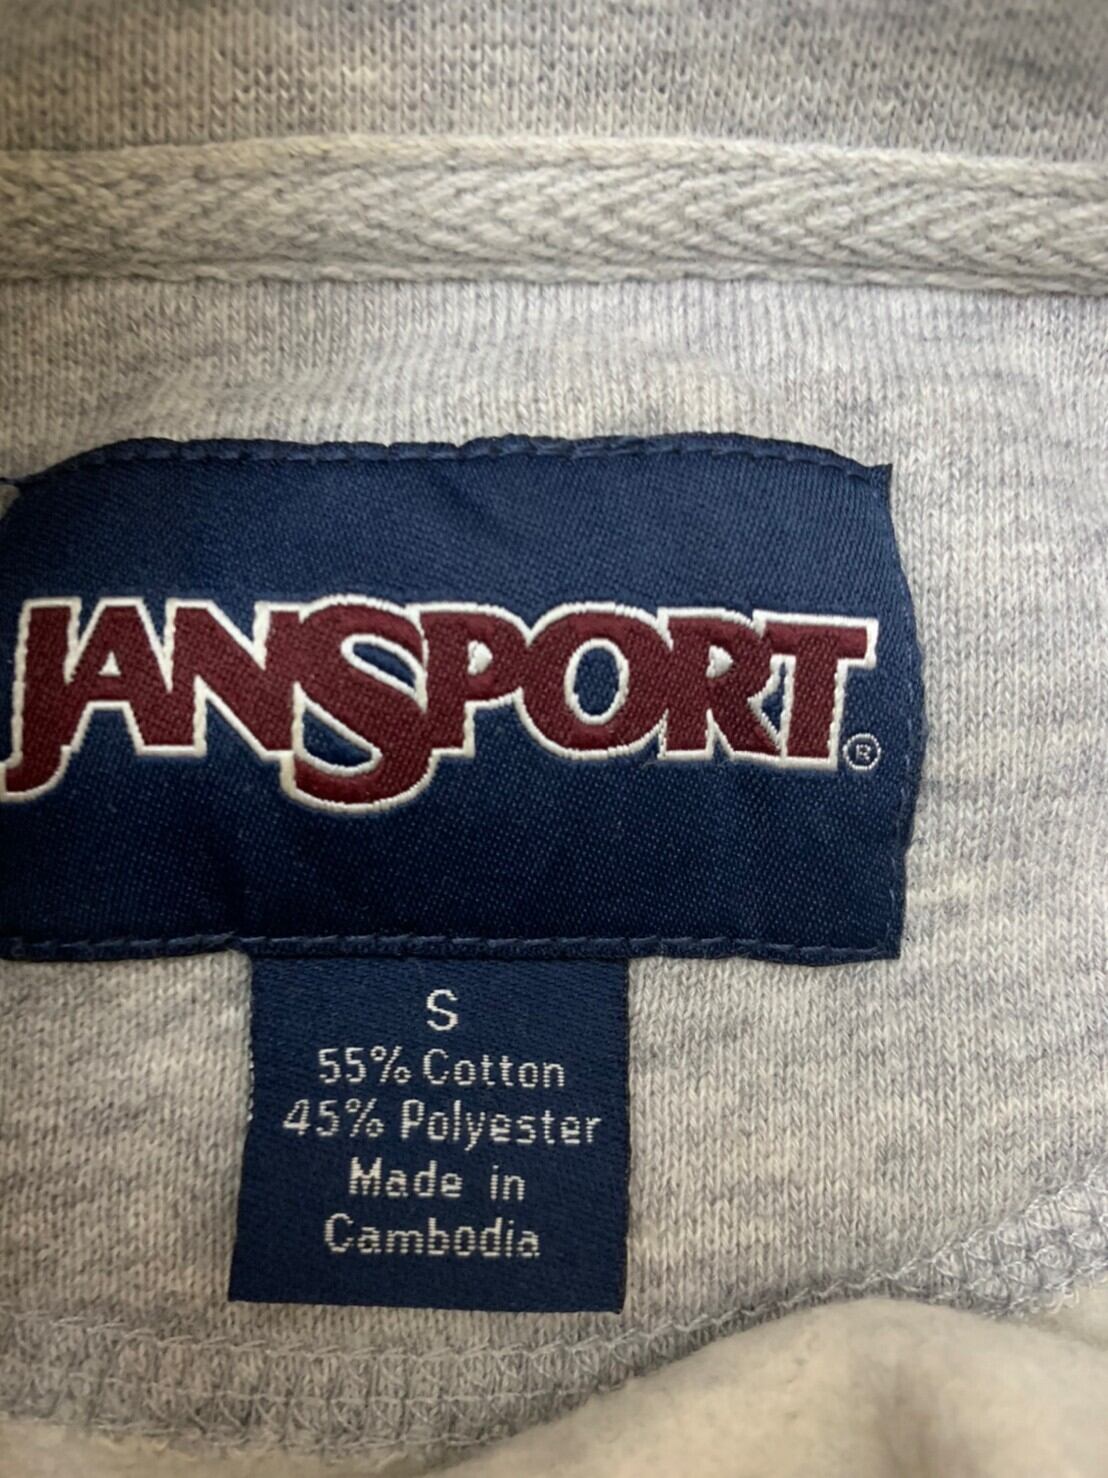 JANSPORT®
S
55% Cotton
45% Polyester
Made in
Cambodia